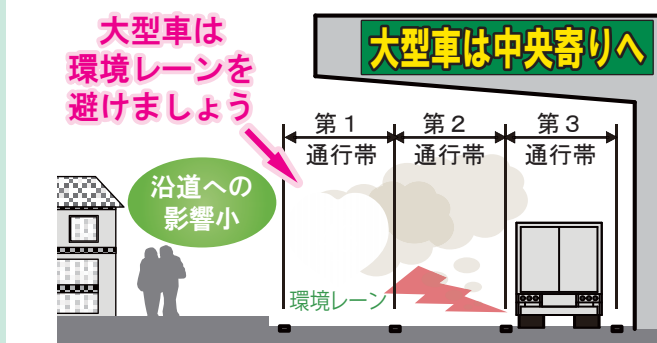 大型車は
環境レーンを
避けましょう
大型車は中央寄りへ
第1
通行帯
第2
通行帯
第3
通行帯
沿道への
影響小
環境レーン